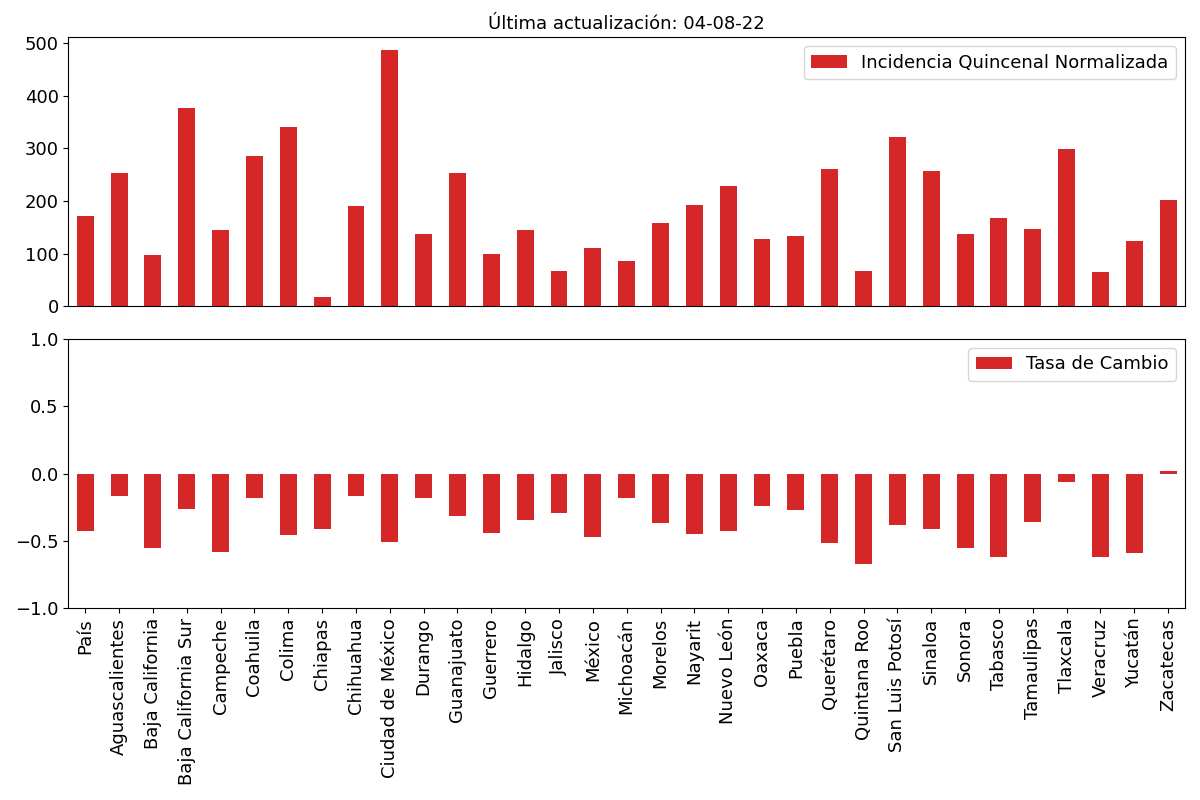 Última actualización: 04-08-22
500
400
300
200
100
0
Incidencia Quincenal Normalizada
1.0
0.5
0.0
−0.5
−1.0
Tasa de Cambio
País
Aguascalientes
Baja California
Baja California Sur
Campeche
Coahuila
Colima
Chiapas
Chihuahua
Ciudad de México
Durango
Guanajuato
Guerrero
Hidalgo
Jalisco
México
Michoacán
Morelos
Nayarit
Nuevo León
Oaxaca
Puebla
Querétaro
Quintana Roo
San Luis Potosí
Sinaloa
Sonora
Tabasco
Tamaulipas
Tlaxcala
Veracruz
Yucatán
Zacatecas